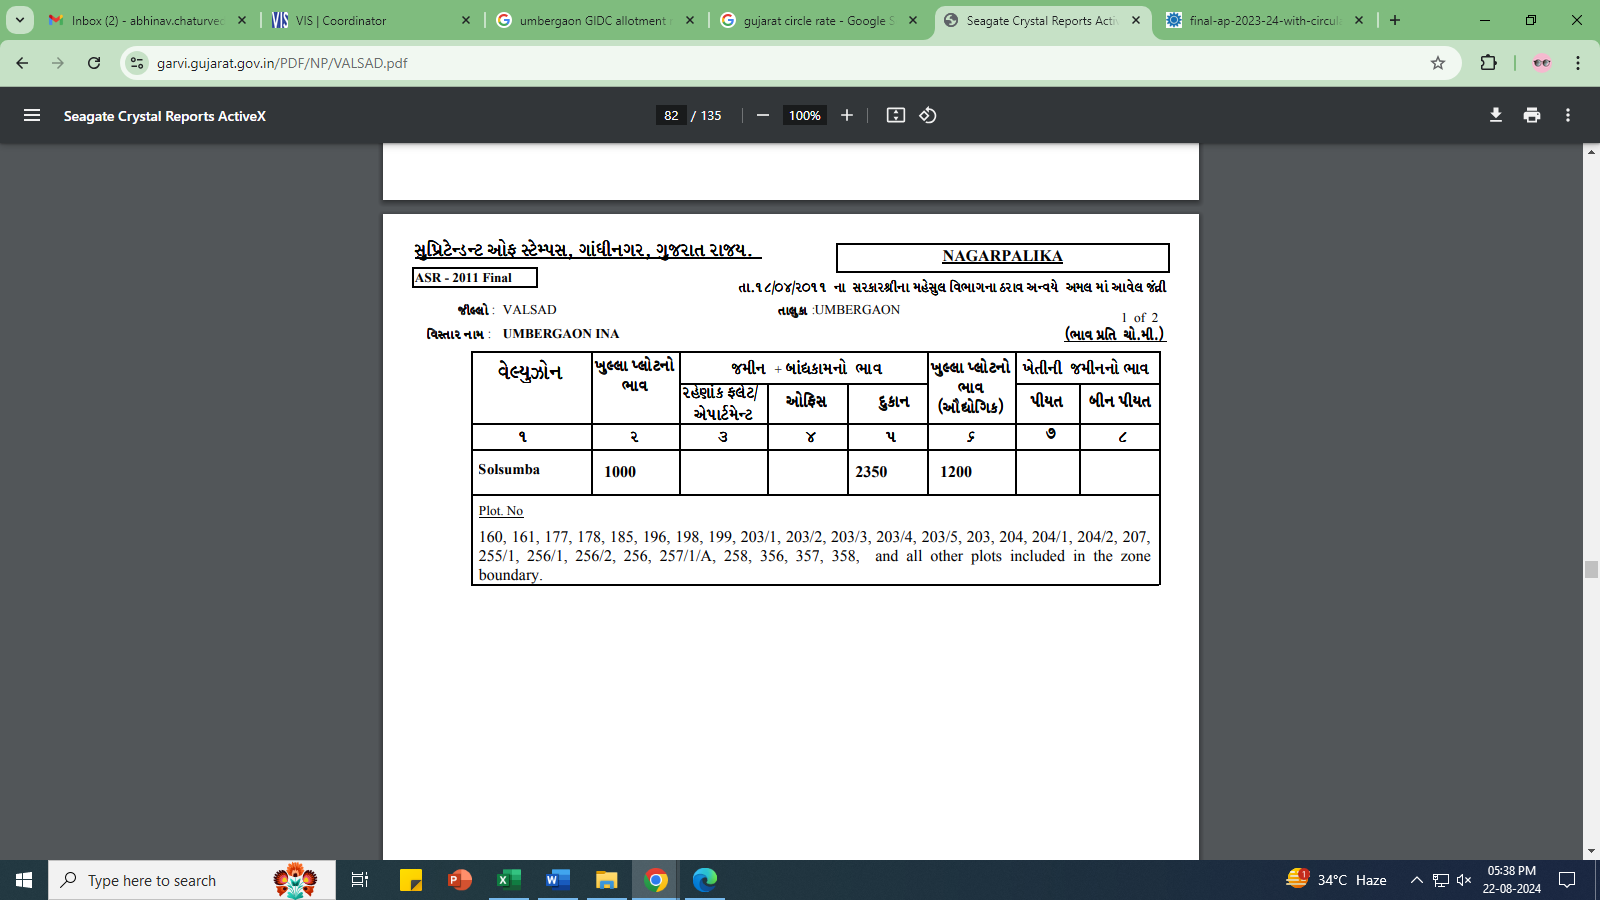 Inbox (2) - abhinav.chaturved
VIS | Coordinator
umbergaon GIDC allotment
gujarat circle rate - Google S
Seagate Crystal Reports Activ
final-ap-2023-24-with-circula
garvi.gujarat.gov.in/PDF/NP/VALSAD.pdf
Seagate Crystal Reports ActiveX
82 / 135
100%
સુપ્રિટેન્ડન્ટ ઓફ સ્ટેમ્પસ, ગાંધીનગર, ગુજરાત રાજ્ય.
NAGARPALIKA
ASR - 2011 Final
તા.૧૮/૦૪/૨૦૧૧ ના સરકારશ્રીના મહેસુલ વિભાગના ઠરાવ અન્વયે અમલ માં આવેલ જંત્રી
જીલ્લો : VALSAD
તાલુકા :UMBERGAON
1 of 2
વિસ્તાર નામ : UMBERGAON INA
(ભાવ પ્રતિ ચો.મી.)
વેલ્યુઝોન
ખુલ્લા પ્લોટનો ભાવ
જમીન + બાંધકામનો ભાવ
ખુલ્લા પ્લોટનો ભાવ (ઔદ્યોગિક)
ખેતીની જમીનનો ભાવ
રહેણાંક ફ્લેટ/ એપાર્ટમેન્ટ
ઓફિસ
દુકાન
પીયત
બીન પીયત
૧ ૨ ૩ ૪ ૫ ૬ ૭ ૮
Solsumba 1000 2350 1200
Plot. No
160, 161, 177, 178, 185, 196, 198, 199, 203/1, 203/2, 203/3, 203/4, 203/5, 203, 204, 204/1, 204/2, 207,
255/1, 256/1, 256/2, 256, 257/1/A, 258, 356, 357, 358, and all other plots included in the zone
boundary.
Type here to search
34°C Haze
05:38 PM
22-08-2024